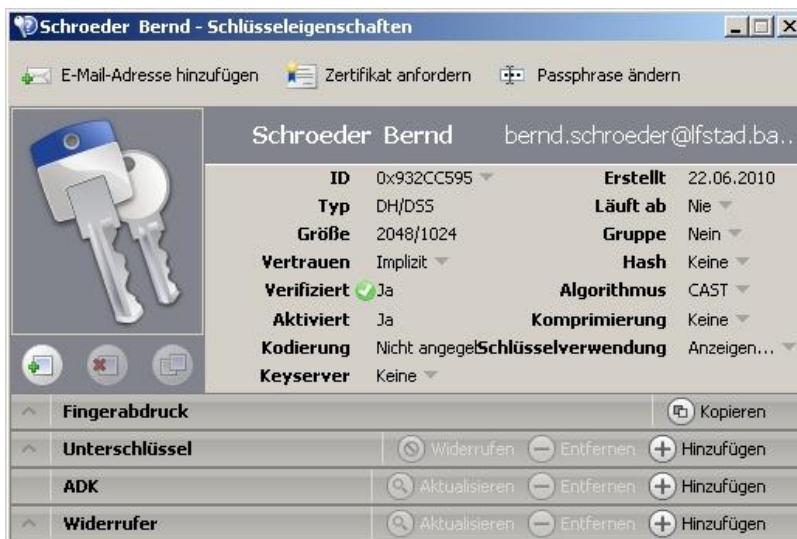 Schroeder Bernd - Schlüsseleigenschaften
E-Mail-Adresse hinzufügen Zertifikat anfordern Passphrase ändern
Schroeder Bernd bernd.schroeder@lfstad.ba...
ID 0x932CC595 Erstellt 22.06.2010
Typ DH/DSS Läuft ab Nie
Größe 2048/1024 Gruppe Nein
Vertrauen Implizit Hash Keine
Verifiziert Ja Algorithmus CAST
Aktiviert Ja Komprimierung Keine
Kodierung Nicht angegel Schlüsselverwendung Anzeigen...
Keyserver Keine
Fingerabdruck Kopieren
Unterschlüssel Widerrufen Entfernen Hinzufügen
ADK Aktualisieren Entfernen Hinzufügen
Widerrufer Aktualisieren Entfernen Hinzufügen